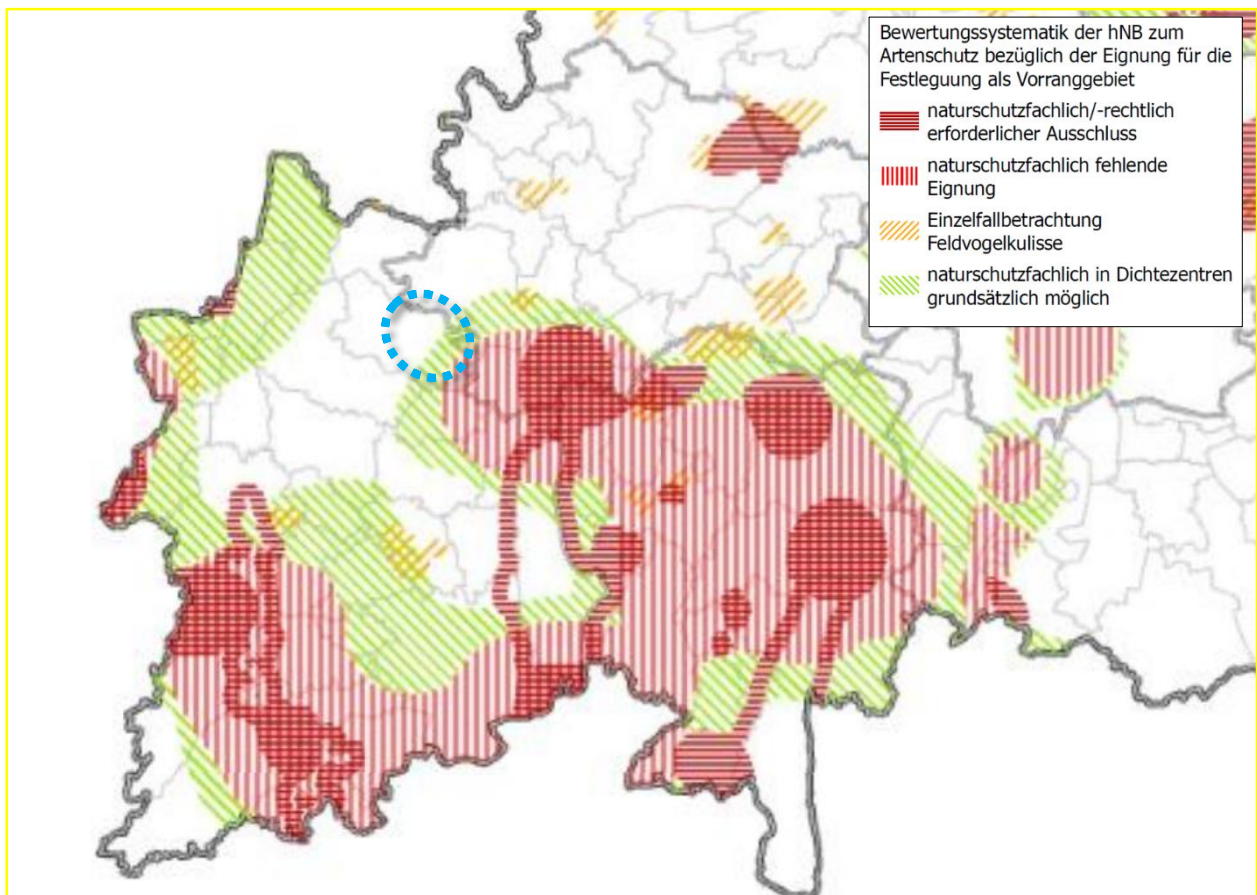 Bewertungssystematik der hNB zum
Artenschutz bezüglich der Eignung für die
Festleguung als Vorranggebiet
naturschutzfachlich/-rechtlich
erforderlicher Ausschluss
naturschutzfachlich fehlende
Eignung
Einzelfallbetrachtung
Feldvogelkulisse
naturschutzfachlich in Dichtezentren
grundsätzlich möglich